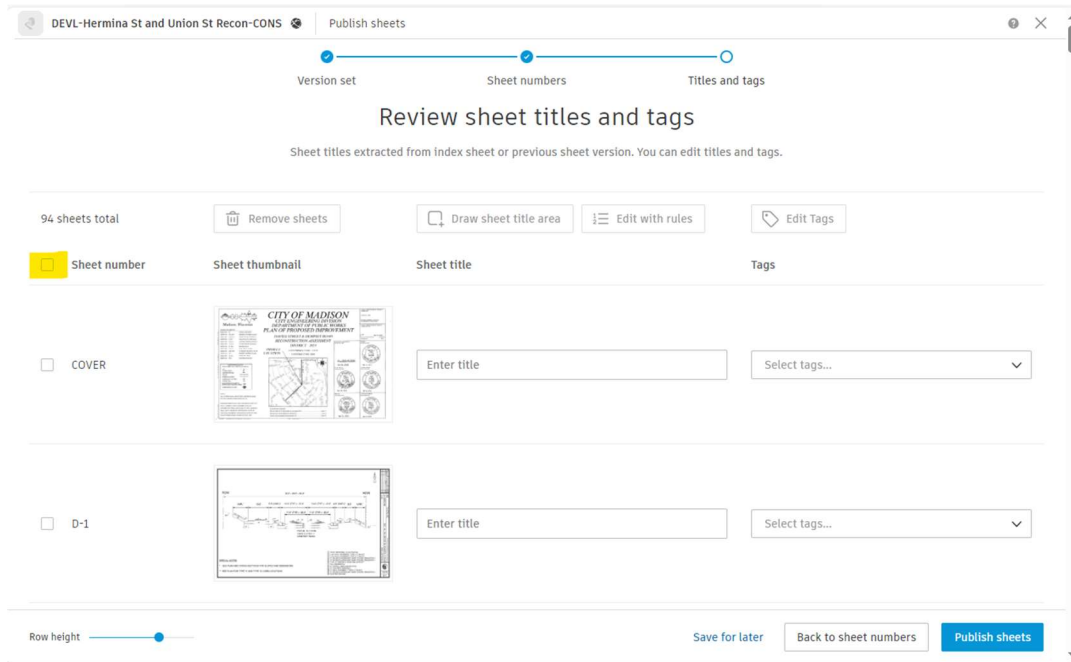 DEVL-Hermina St and Union St Recon-CONS Publish sheets
Version set Sheet numbers Titles and tags
Review sheet titles and tags
Sheet titles extracted from index sheet or previous sheet version. You can edit titles and tags.
94 sheets total Remove sheets Draw sheet title area Edit with rules Edit Tags
Sheet number Sheet thumbnail Sheet title Tags
CITY OF MADISON
CITY ENGINEERING DIVISION
DEPARTMENT OF PUBLIC WORKS
PLAN OF PROPOSED IMPROVEMENT
COVER Enter title Select tags...
D-1 Enter title Select tags...
Row height Save for later Back to sheet numbers Publish sheets